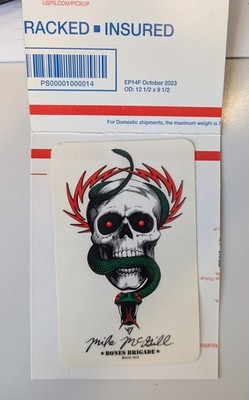 USPS.COM/PICKUP
RACKED ■ INSURED
PS00001000014
EP14F October 2023
OD: 12 1/2 x 9 1/2
For Domestic shipments, the maximum weight is
Mike McGill
★ BONES BRIGADE ★